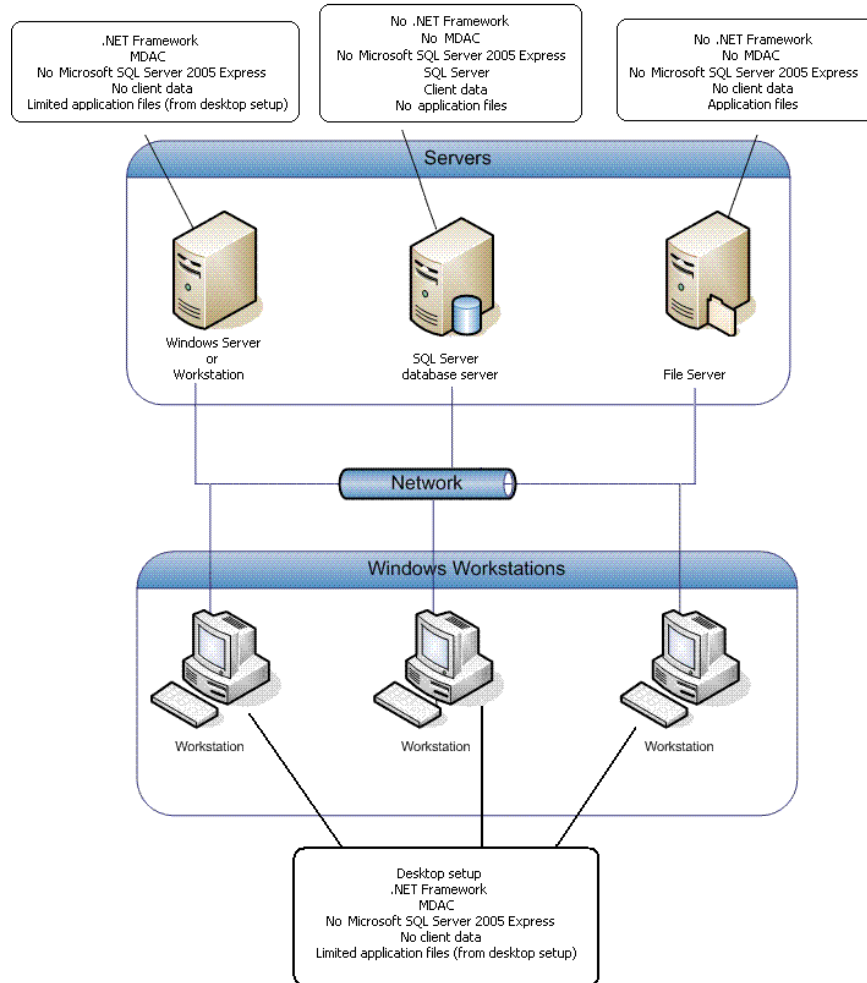 .NET Framework
MDAC
No Microsoft SQL Server 2005 Express
No client data
Limited application files (from desktop setup)
No .NET Framework
No MDAC
No Microsoft SQL Server 2005 Express
SQL Server
Client data
No application files
No .NET Framework
No MDAC
No Microsoft SQL Server 2005 Express
No client data
Application files
Servers
Windows Server
or
Workstation
SQL Server
database server
File Server
Network
Windows Workstations
Workstation
Workstation
Workstation
Desktop setup
.NET Framework
MDAC
No Microsoft SQL Server 2005 Express
No client data
Limited application files (from desktop setup)